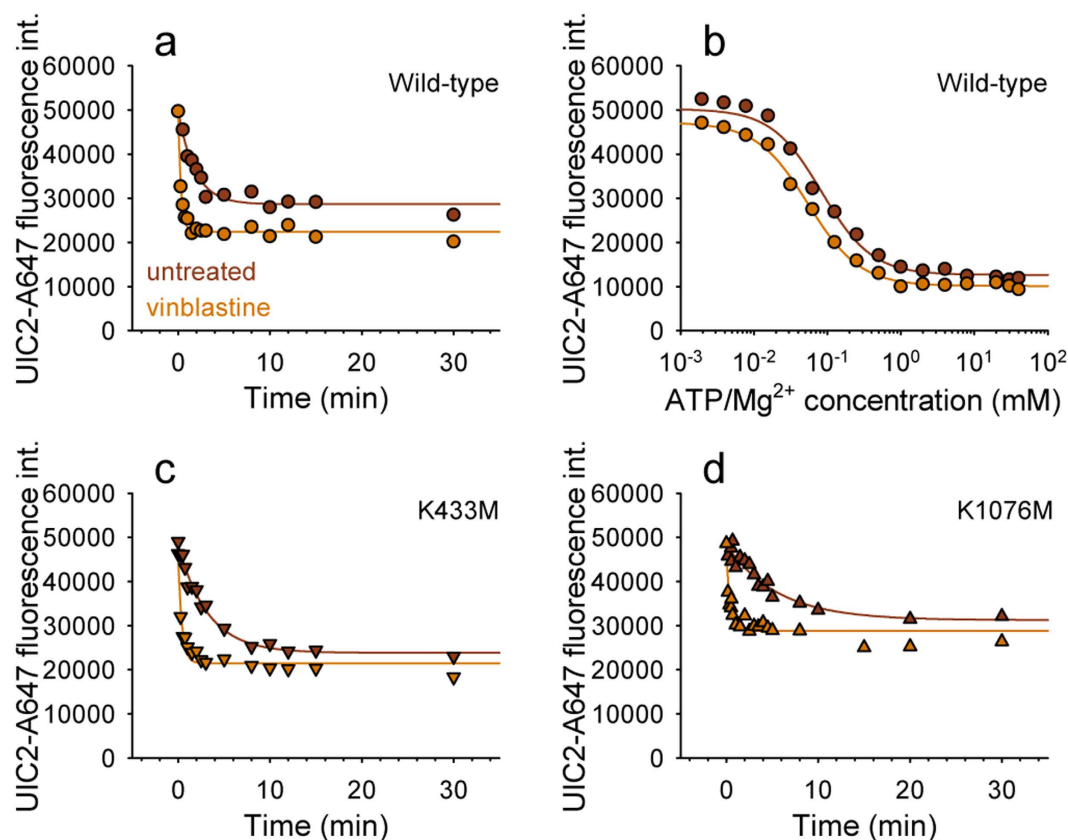 a
Wild-type
UIC2-A647 fluorescence int.
60000
50000
40000
30000
20000
10000
0
untreated
vinblastine
0 10 20 30
Time (min)
b
Wild-type
UIC2-A647 fluorescence int.
60000
50000
40000
30000
20000
10000
0
10⁻³ 10⁻² 10⁻¹ 10⁰ 10¹ 10²
ATP/Mg²⁺ concentration (mM)
c
K433M
UIC2-A647 fluorescence int.
60000
50000
40000
30000
20000
10000
0
0 10 20 30
Time (min)
d
K1076M
UIC2-A647 fluorescence int.
60000
50000
40000
30000
20000
10000
0
0 10 20 30
Time (min)